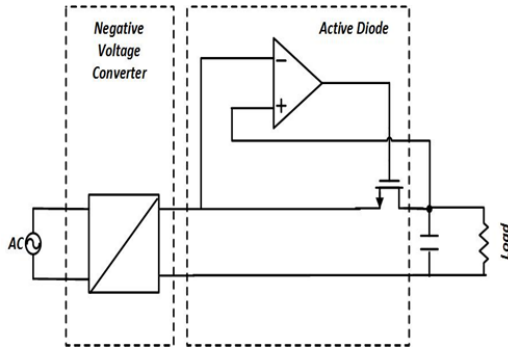 Negative
Voltage
Converter
Active Diode
−
+
AC
Load